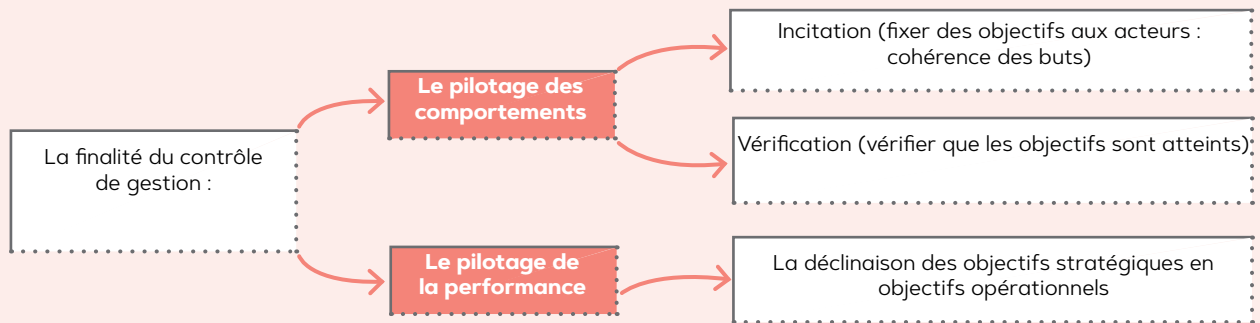 La finalité du contrôle
de gestion :
Le pilotage des
comportements
Incitation (fixer des objectifs aux acteurs :
cohérence des buts)
Vérification (vérifier que les objectifs sont atteints)
Le pilotage de
la performance
La déclinaison des objectifs stratégiques en
objectifs opérationnels